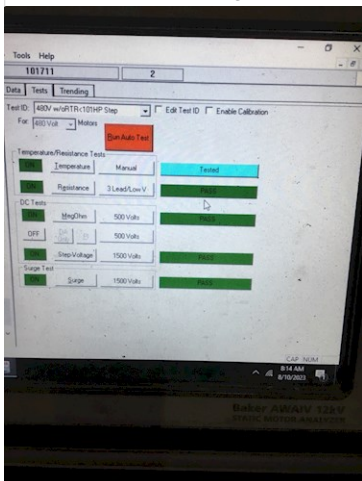 Tools Help
101711 2
Data Tests Trending
Test ID: 480V w/oRTR<101HP Step Edit Test ID Enable Calibration
For 480 Volt Motors
Run Auto Test
Temperature/Resistance Tests
ON Temperature Manual Tested
ON Resistance 3 Lead/Low V PASS
DC Tests
ON MegOhm 500 Volts PASS
OFF 500 Volts
ON Step-Voltage 1500 Volts PASS
Surge Test
ON Surge 1500 Volts PASS
CAP NUM
8:14 AM
8/10/2023
Baker AWAIV 12kV
STATIC MOTOR ANALYZER